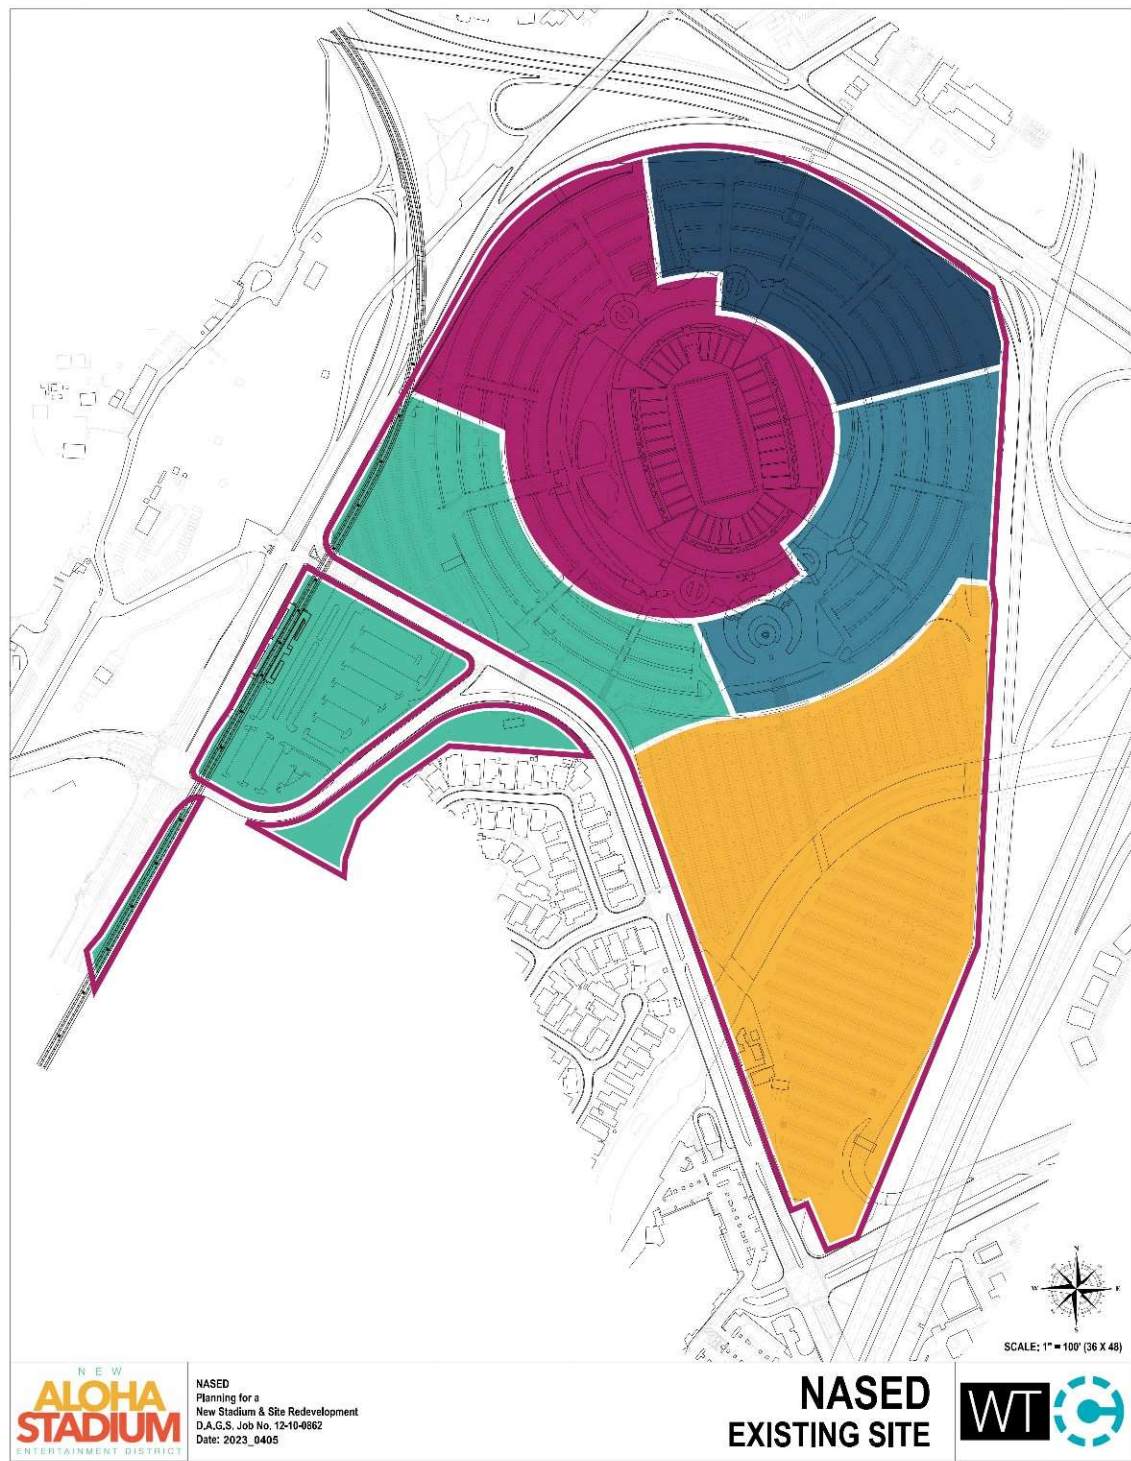 N
W E
S
SCALE: 1" = 100' (36 X 48)
NEW
ALOHA
STADIUM
ENTERTAINMENT DISTRICT
NASED
Planning for a
New Stadium & Site Redevelopment
D.A.G.S. Job No. 12-10-0862
Date: 2023_0405
NASED
EXISTING SITE
WT